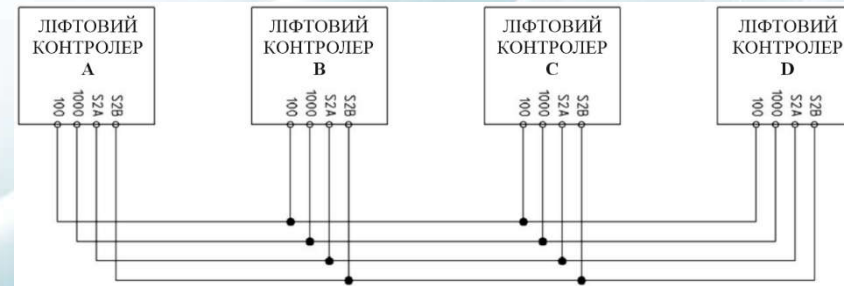 ЛІФТОВИЙ
КОНТРОЛЕР
A
100
1000
S2A
S2B
ЛІФТОВИЙ
КОНТРОЛЕР
B
100
1000
S2A
S2B
ЛІФТОВИЙ
КОНТРОЛЕР
C
100
1000
S2A
S2B
ЛІФТОВИЙ
КОНТРОЛЕР
D
100
1000
S2A
S2B